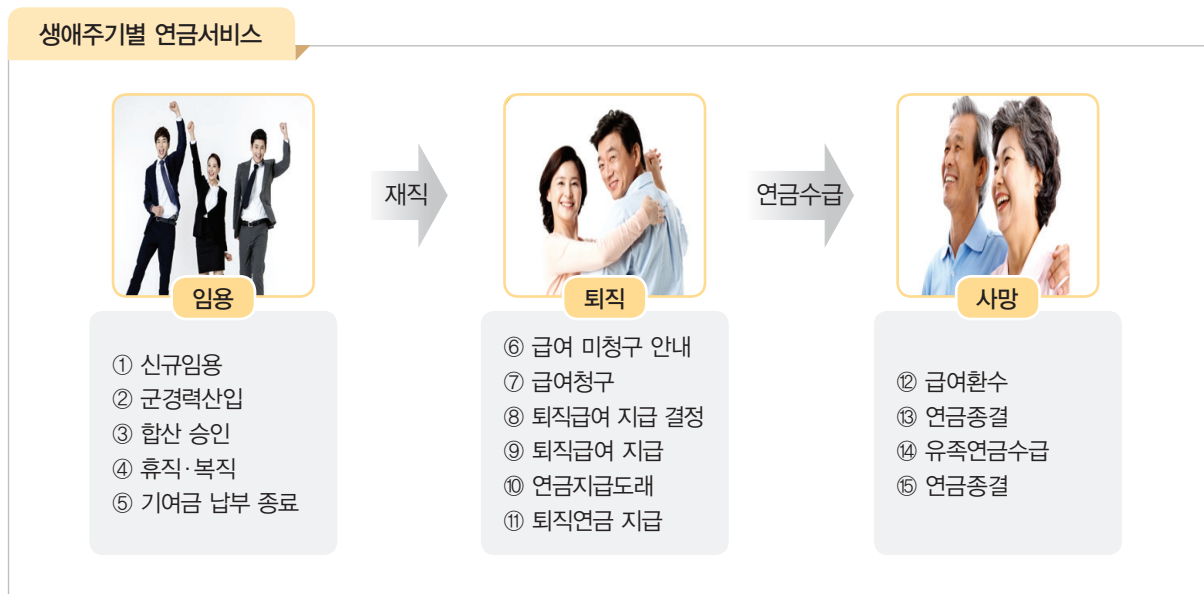 생애주기별 연금서비스
재직
연금수급
임용
① 신규임용
② 군경력산입
③ 합산 승인
④ 휴직·복직
⑤ 기여금 납부 종료
퇴직
⑥ 급여 미청구 안내
⑦ 급여청구
⑧ 퇴직급여 지급 결정
⑨ 퇴직급여 지급
⑩ 연금지급도래
⑪ 퇴직연금 지급
사망
⑫ 급여환수
⑬ 연금종결
⑭ 유족연금수급
⑮ 연금종결